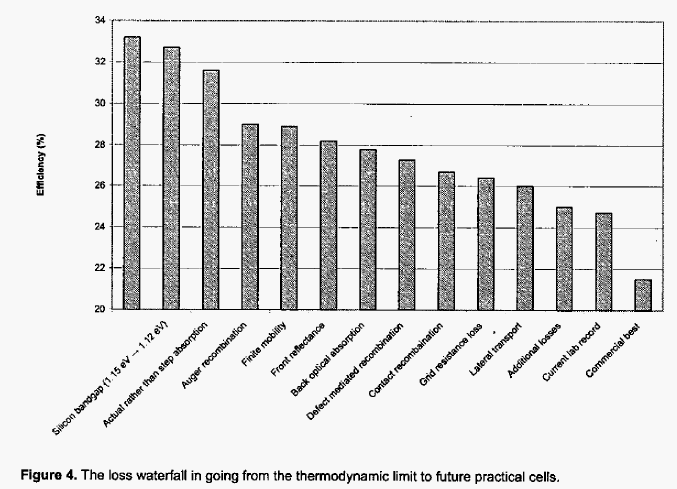 34
32
30
28
26
24
22
20
Efficiency (%)
Silicon bandgap (1.15 eV → 1.12 eV)
Actual rather than step absorption
Auger recombination
Finite mobility
Front reflectance
Back optical absorption
Defect mediated recombination
Contact recombaination
Grid resistance loss
Lateral transport
Additional losses
Current lab record
Commercial best
Figure 4. The loss waterfall in going from the thermodynamic limit to future practical cells.